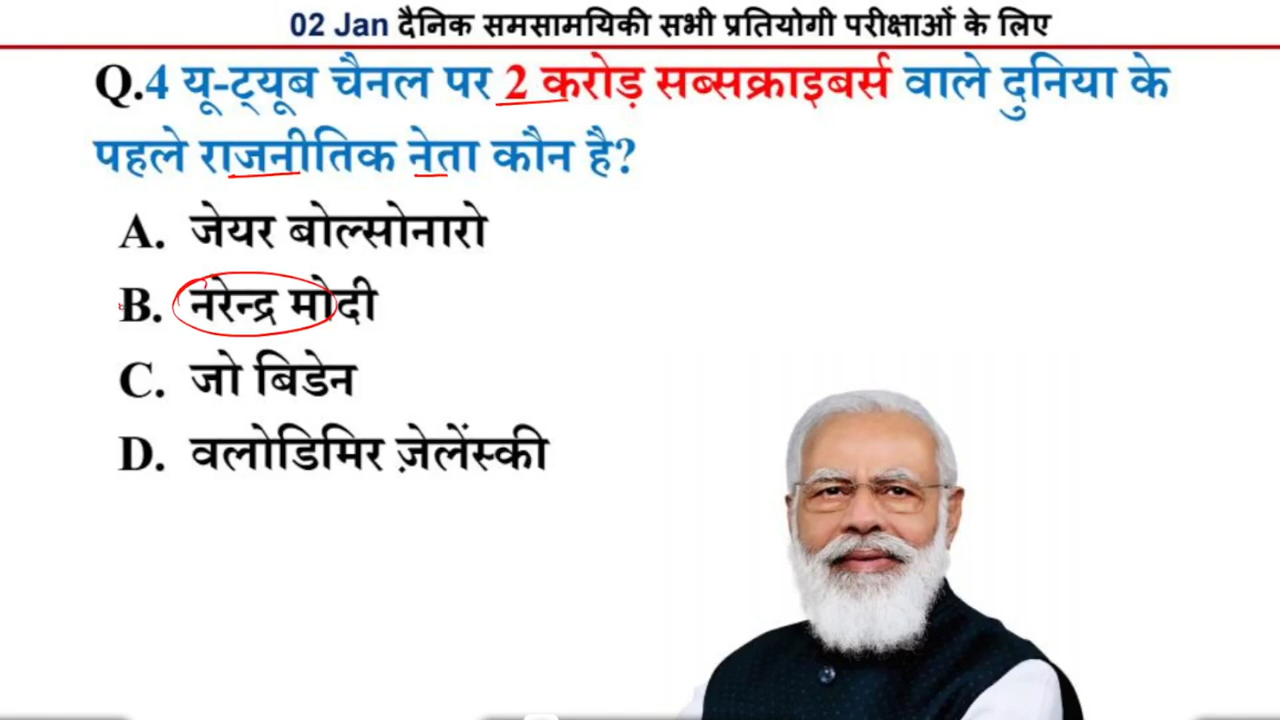 02 Jan दैनिक समसामयिकी सभी प्रतियोगी परीक्षाओं के लिए
Q.4 यू-ट्यूब चैनल पर 2 करोड़ सब्सक्राइबर्स वाले दुनिया के
पहले राजनीतिक नेता कौन है?
A. जेयर बोल्सोनारो
B. नरेन्द्र मोदी
C. जो बिडेन
D. वलोडिमिर ज़ेलेंस्की